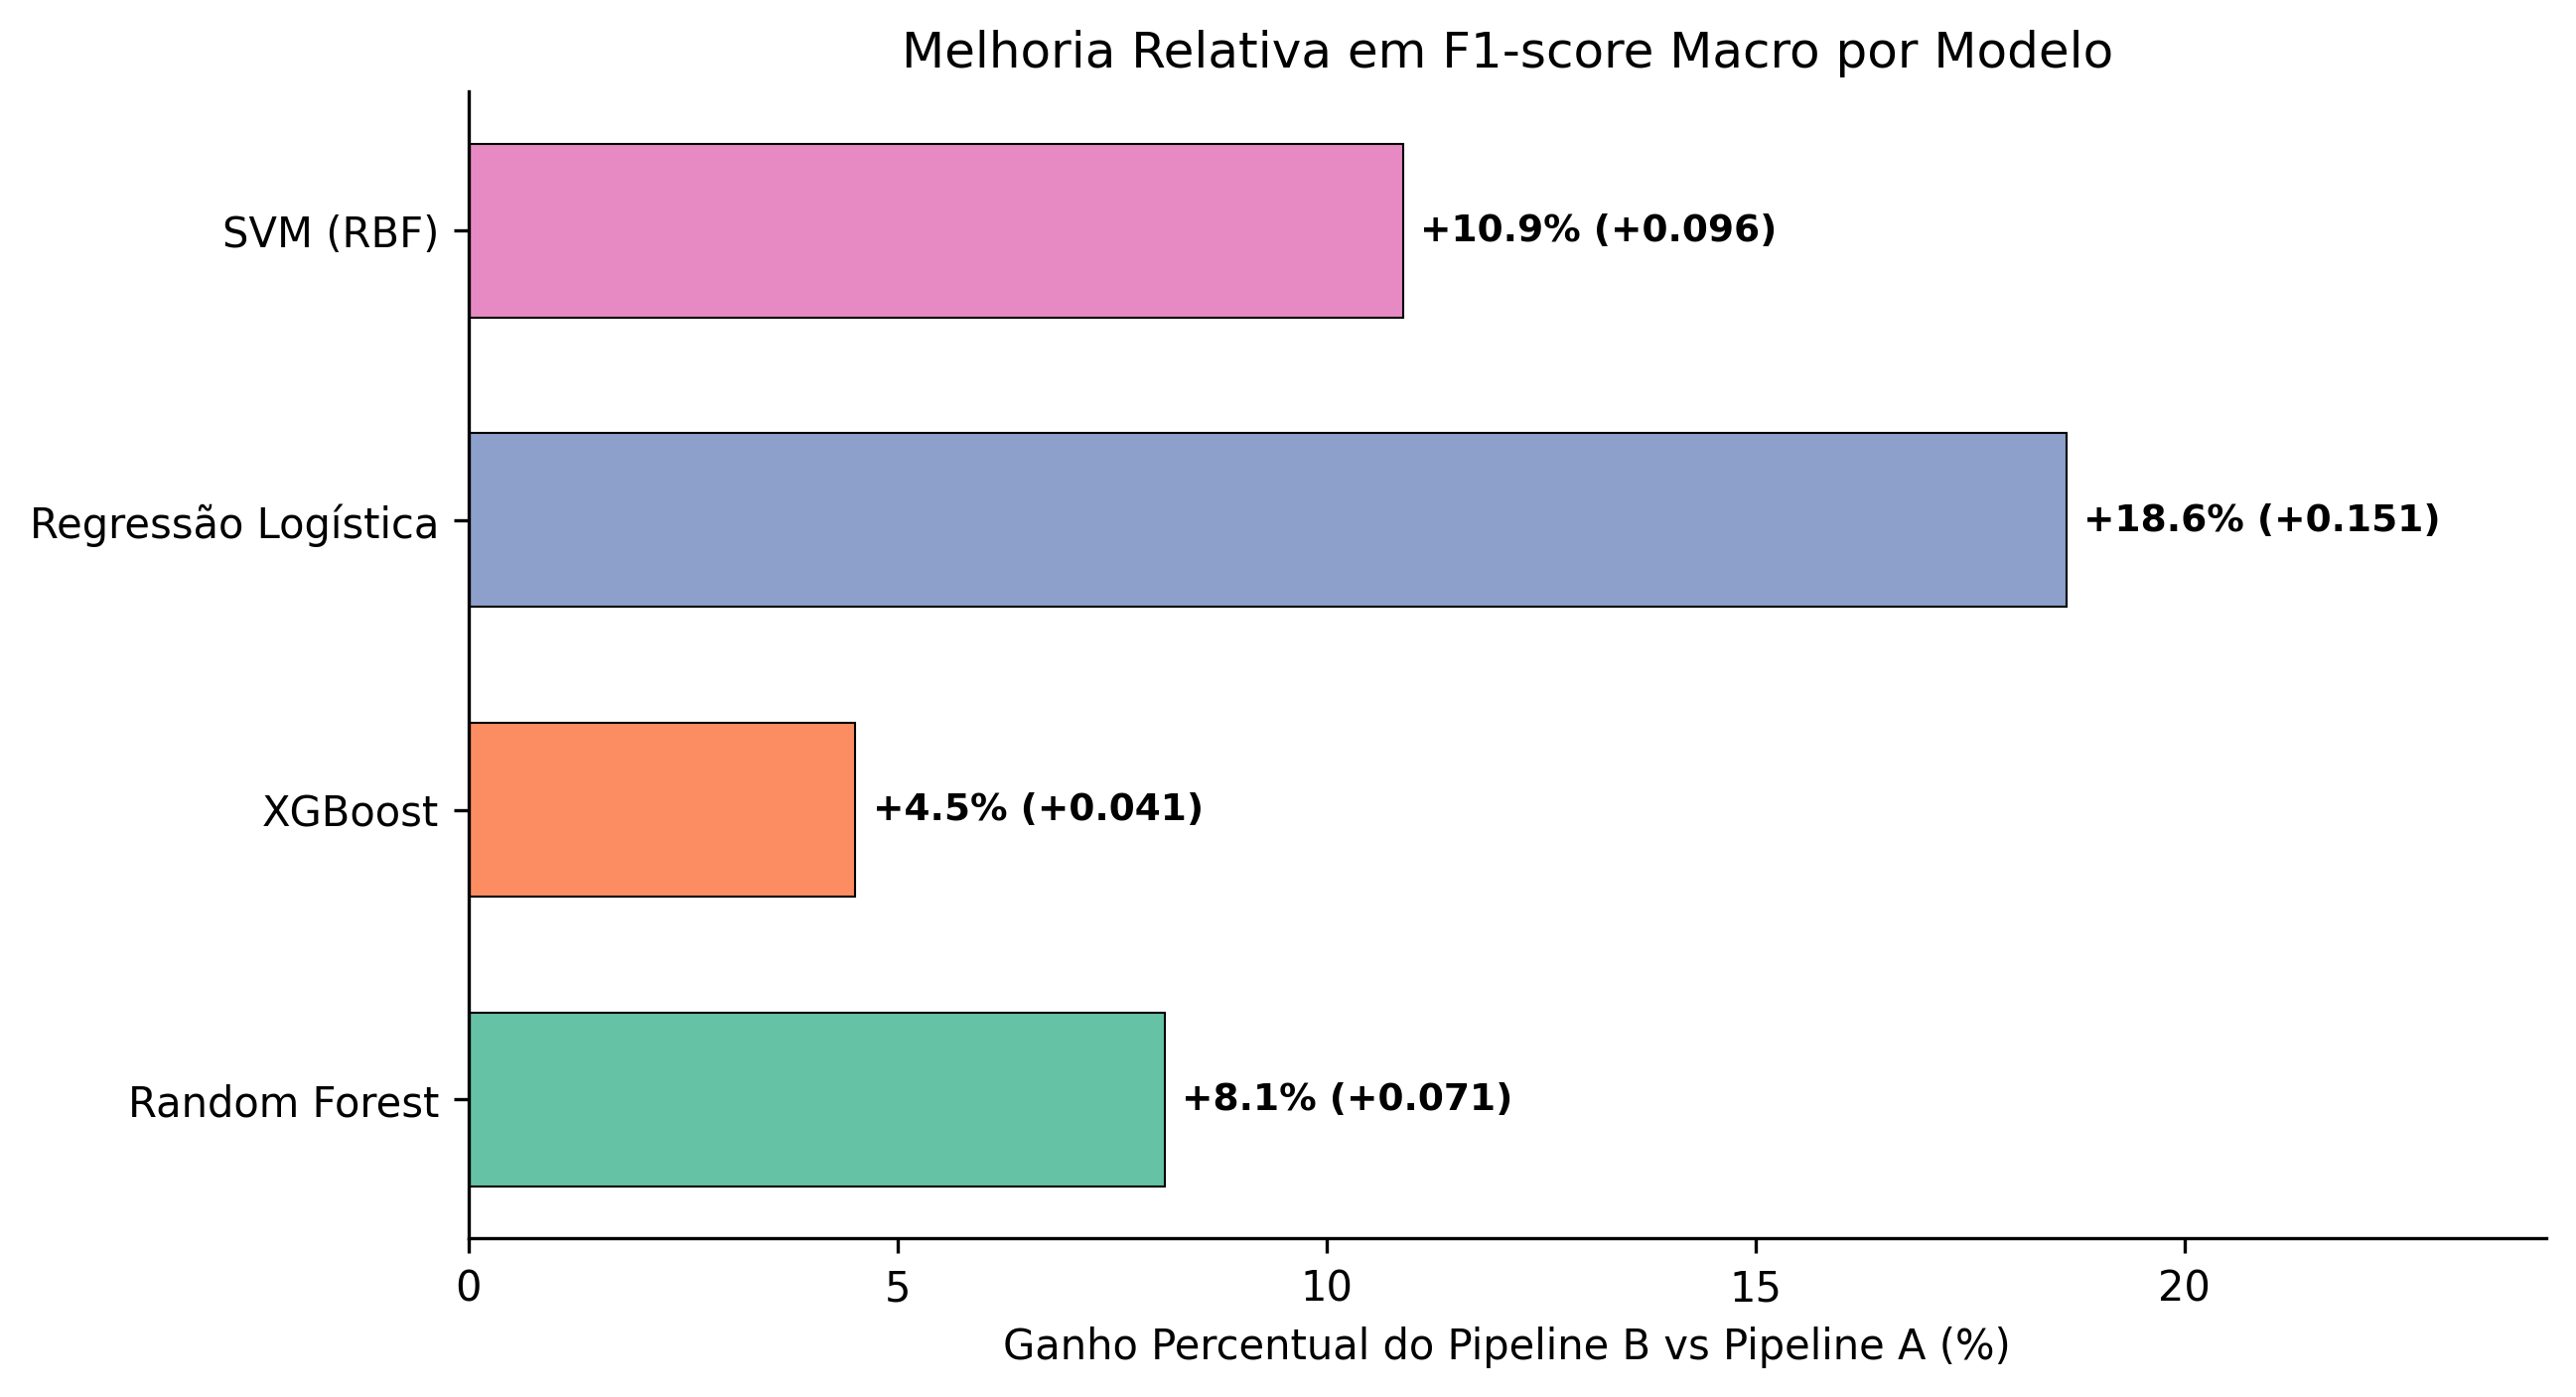 Melhoria Relativa em F1-score Macro por Modelo
SVM (RBF)
+10.9% (+0.096)
Regressão Logística
+18.6% (+0.151)
XGBoost
+4.5% (+0.041)
Random Forest
+8.1% (+0.071)
0 5 10 15 20
Ganho Percentual do Pipeline B vs Pipeline A (%)